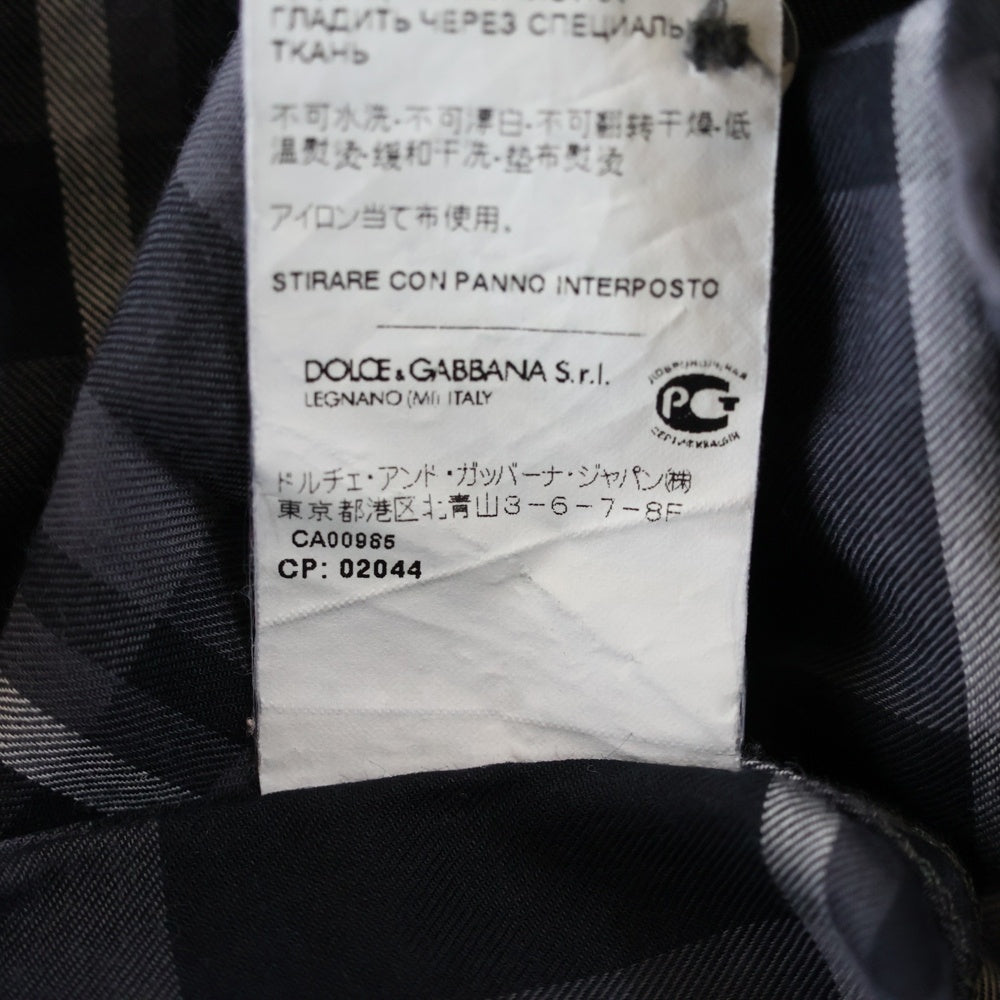 ГЛАДИТЬ ЧЕРЕЗ СПЕЦИАЛЬ
ТКАНЬ
不可水洗-不可漂白-不可翻转干燥-低
温熨烫-缓和干洗-垫布熨烫
アイロン当て布使用。
STIRARE CON PANNO INTERPOSTO
DOLCE & GABBANA S.r.l.
LEGNANO (MI) ITALY
ДОБРОВОЛЬНАЯ
РСТ
СЕРТИФИКАЦИЯ
ドルチェ・アンド・ガッバーナ・ジャパン(株)
東京都港区北青山3-6-7-8F
CA00985
CP: 02044